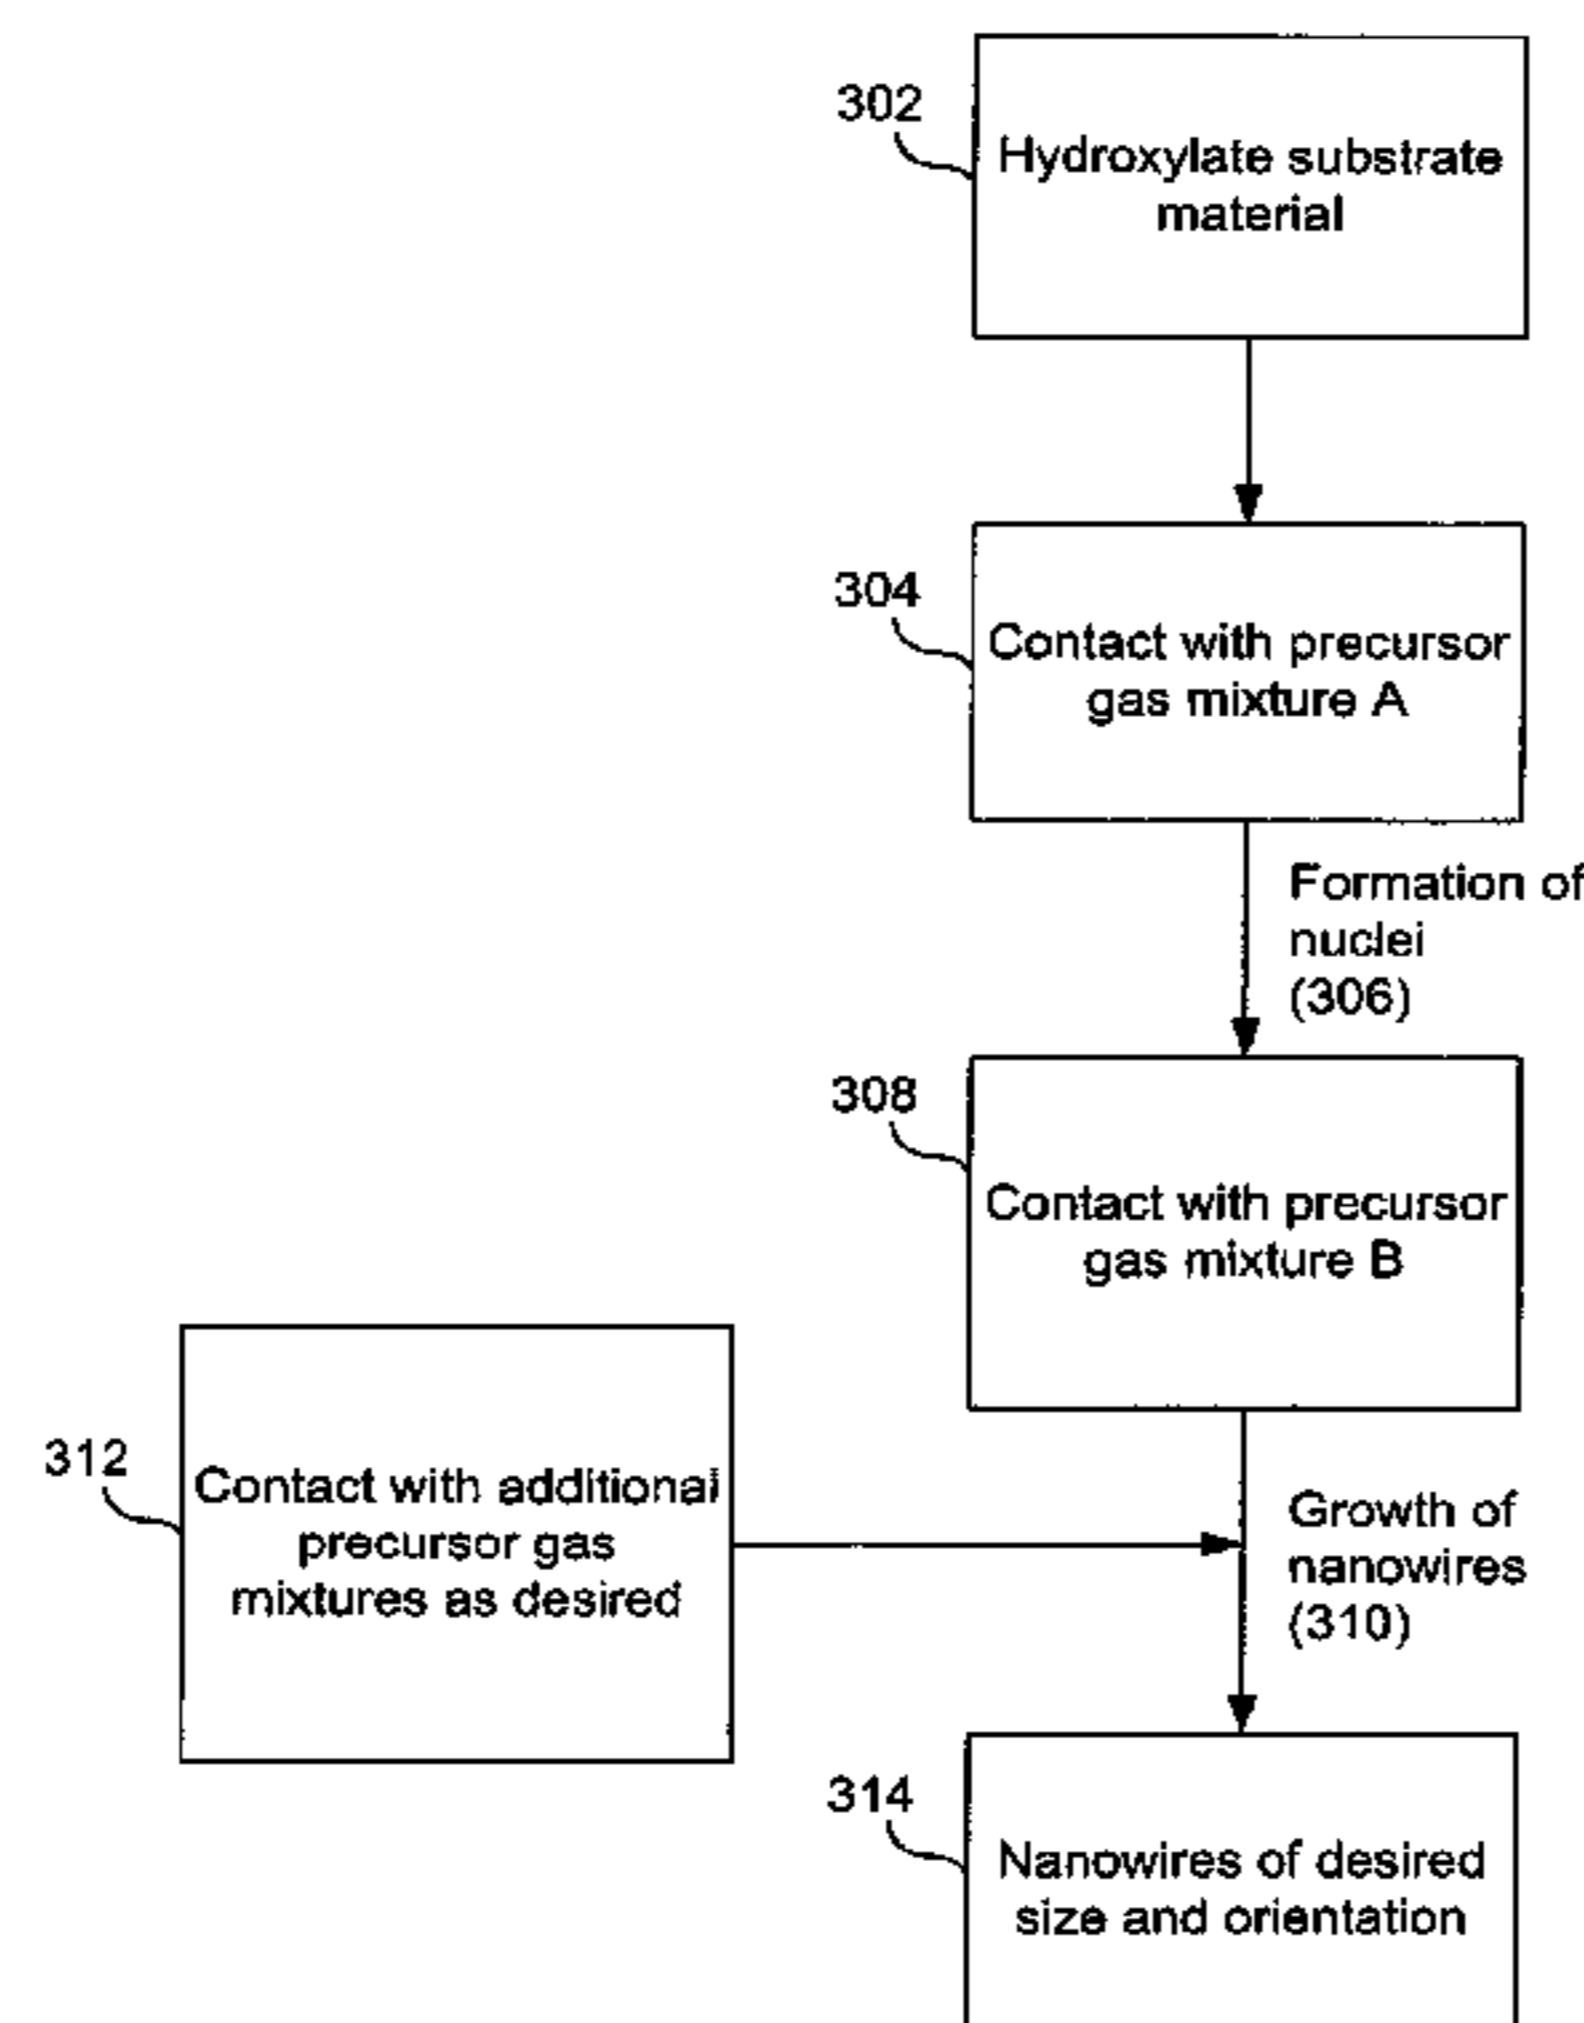 302
Hydroxylate substrate
material
304
Contact with precursor
gas mixture A
Formation of
nuclei
(306)
308
Contact with precursor
gas mixture B
312
Contact with additional
precursor gas
mixtures as desired
Growth of
nanowires
(310)
314
Nanowires of desired
size and orientation